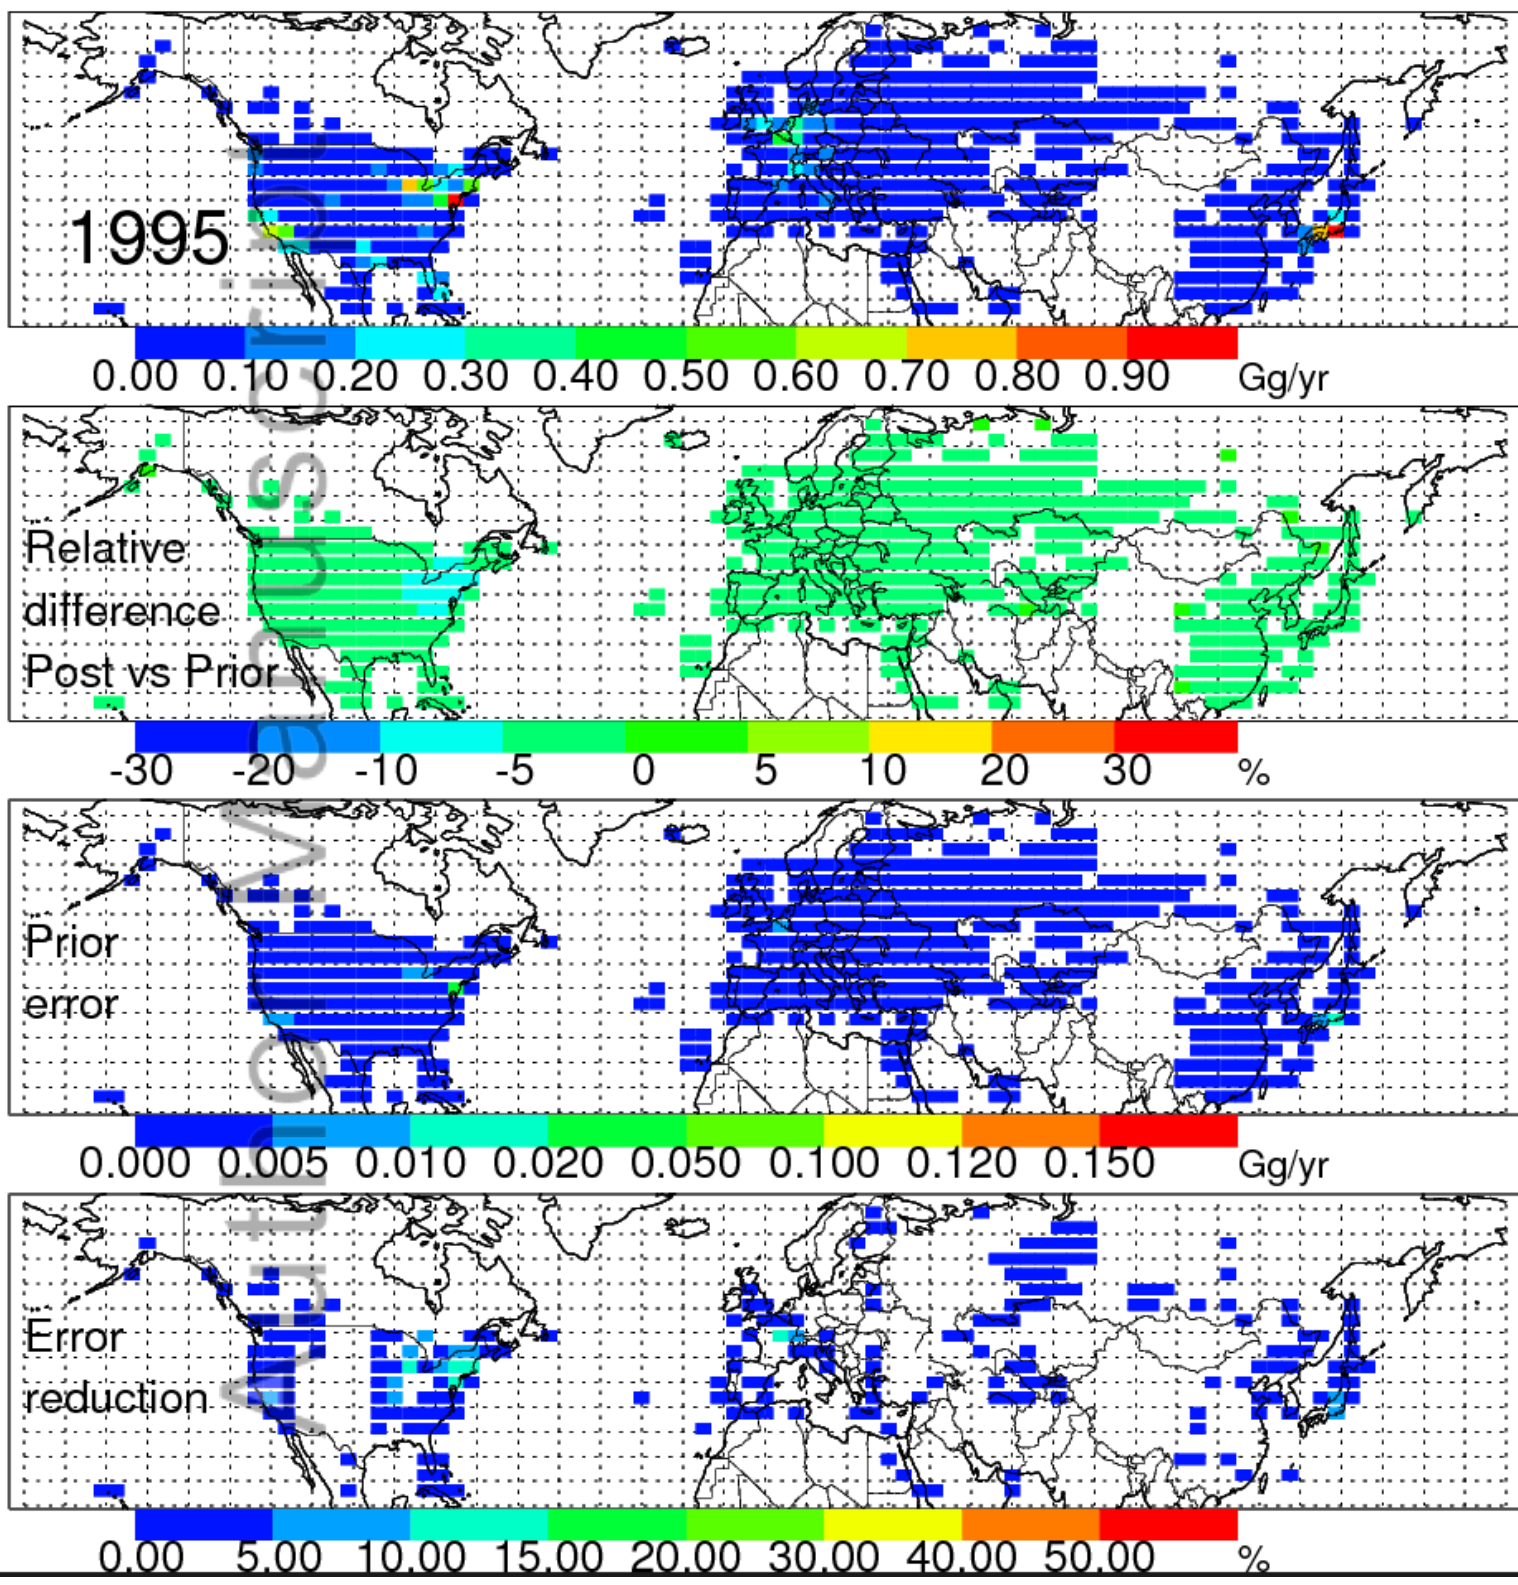 1995
0.00 0.10 0.20 0.30 0.40 0.50 0.60 0.70 0.80 0.90 Gg/yr
Relative
difference
Post vs Prior
-30 -20 -10 -5 0 5 10 20 30 %
Prior
error
0.000 0.005 0.010 0.020 0.050 0.100 0.120 0.150 Gg/yr
Error
reduction
0.00 5.00 10.00 15.00 20.00 30.00 40.00 50.00 %
Author Manuscript